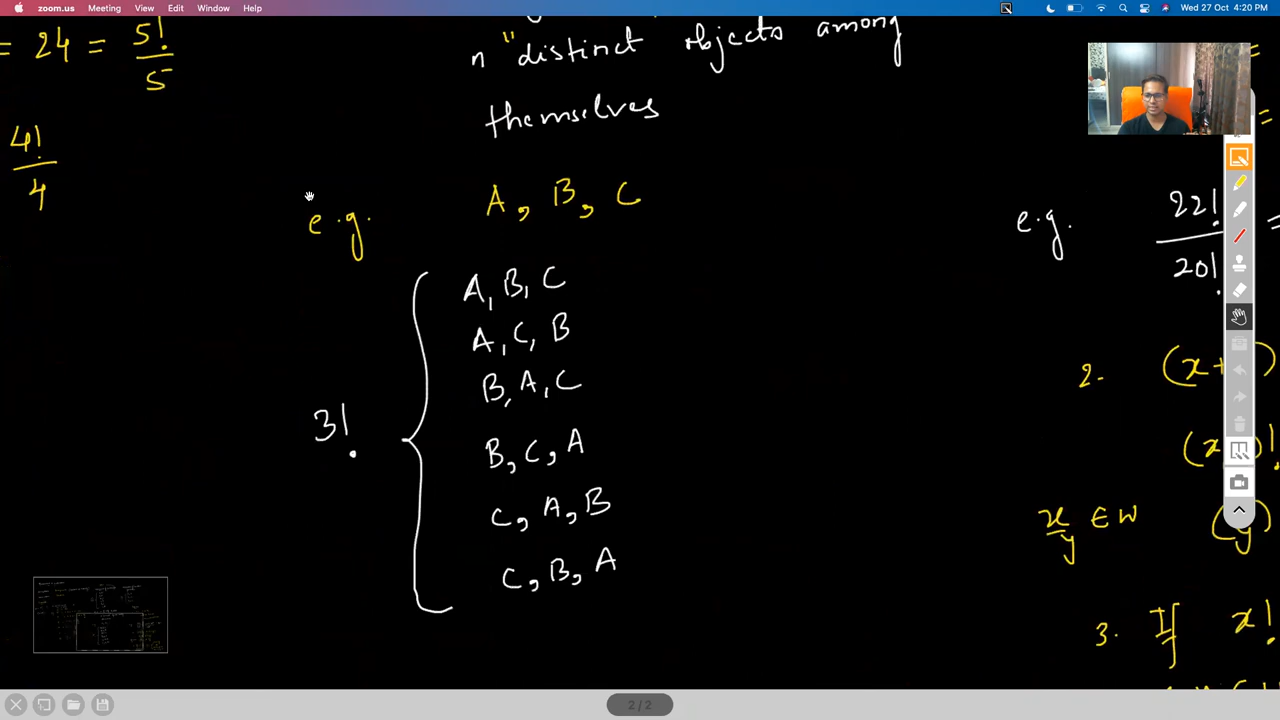 zoom.us Meeting View Edit Window Help Wed 27 Oct 4:20 PM
= 24 = 5!/5
4!/4
n "distinct objects among
themselves
e.g. A, B, C
3!
A, B, C
A, C, B
B, A, C
B, C, A
C, A, B
C, B, A
e.g. 22!/20! =
2. (x+
(x )!
x/y ∈ W (y
3. If x!
2 / 2